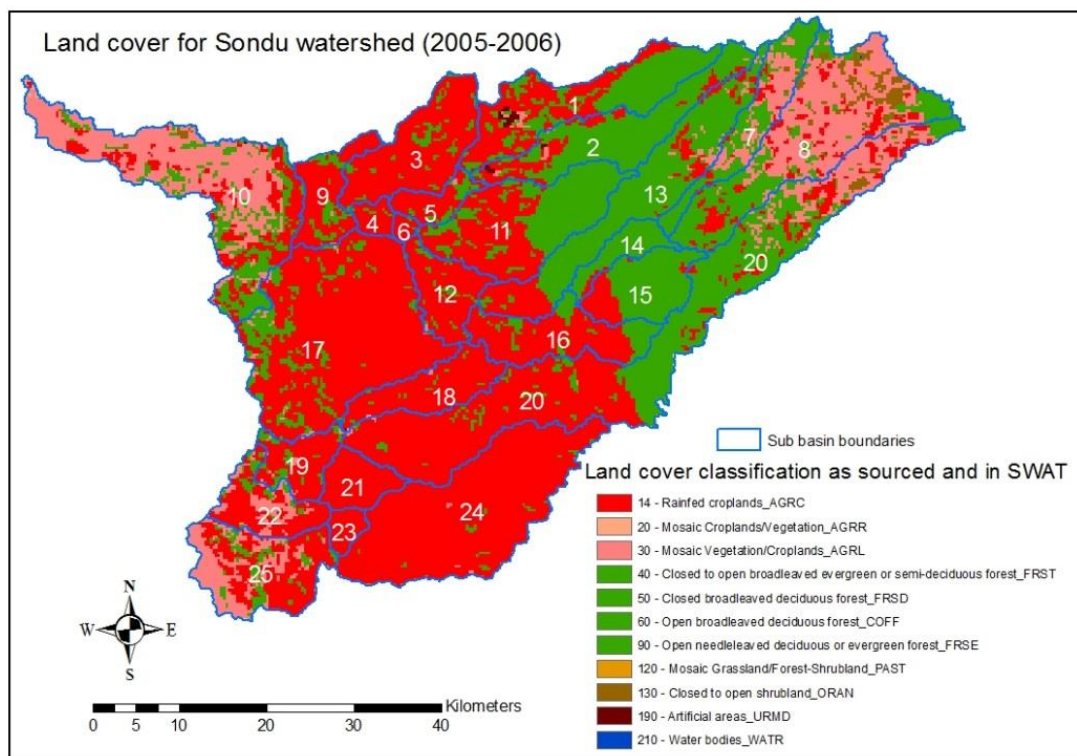 Land cover for Sondu watershed (2005-2006)
1
2
3
7
8
10
9
4
5
6
11
13
14
20
12
15
16
17
18
20
19
21
22
23
24
25
Sub basin boundaries
Land cover classification as sourced and in SWAT
14 - Rainfed croplands_AGRC
20 - Mosaic Croplands/Vegetation_AGRR
30 - Mosaic Vegetation/Croplands_AGRL
40 - Closed to open broadleaved evergreen or semi-deciduous forest_FRST
50 - Closed broadleaved deciduous forest_FRSD
60 - Open broadleaved deciduous forest_COFF
90 - Open needleleaved deciduous or evergreen forest_FRSE
120 - Mosaic Grassland/Forest-Shrubland_PAST
130 - Closed to open shrubland_ORAN
190 - Artificial areas_URMD
210 - Water bodies_WATR
N
W E
S
Kilometers
0 5 10 20 30 40